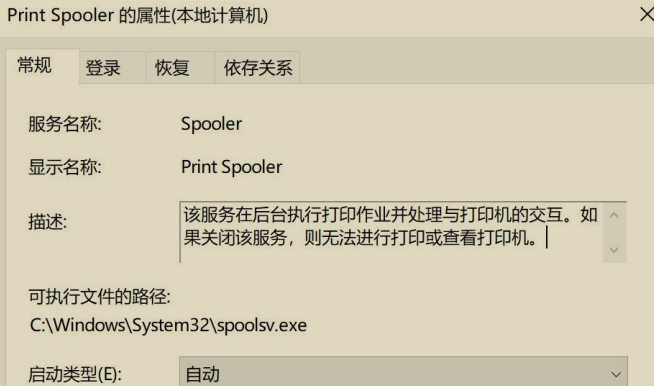 Print Spooler 的属性(本地计算机)
常规 登录 恢复 依存关系
服务名称: Spooler
显示名称: Print Spooler
描述: 该服务在后台执行打印作业并处理与打印机的交互。如
果关闭该服务，则无法进行打印或查看打印机。
可执行文件的路径:
C:\Windows\System32\spoolsv.exe
启动类型(E): 自动